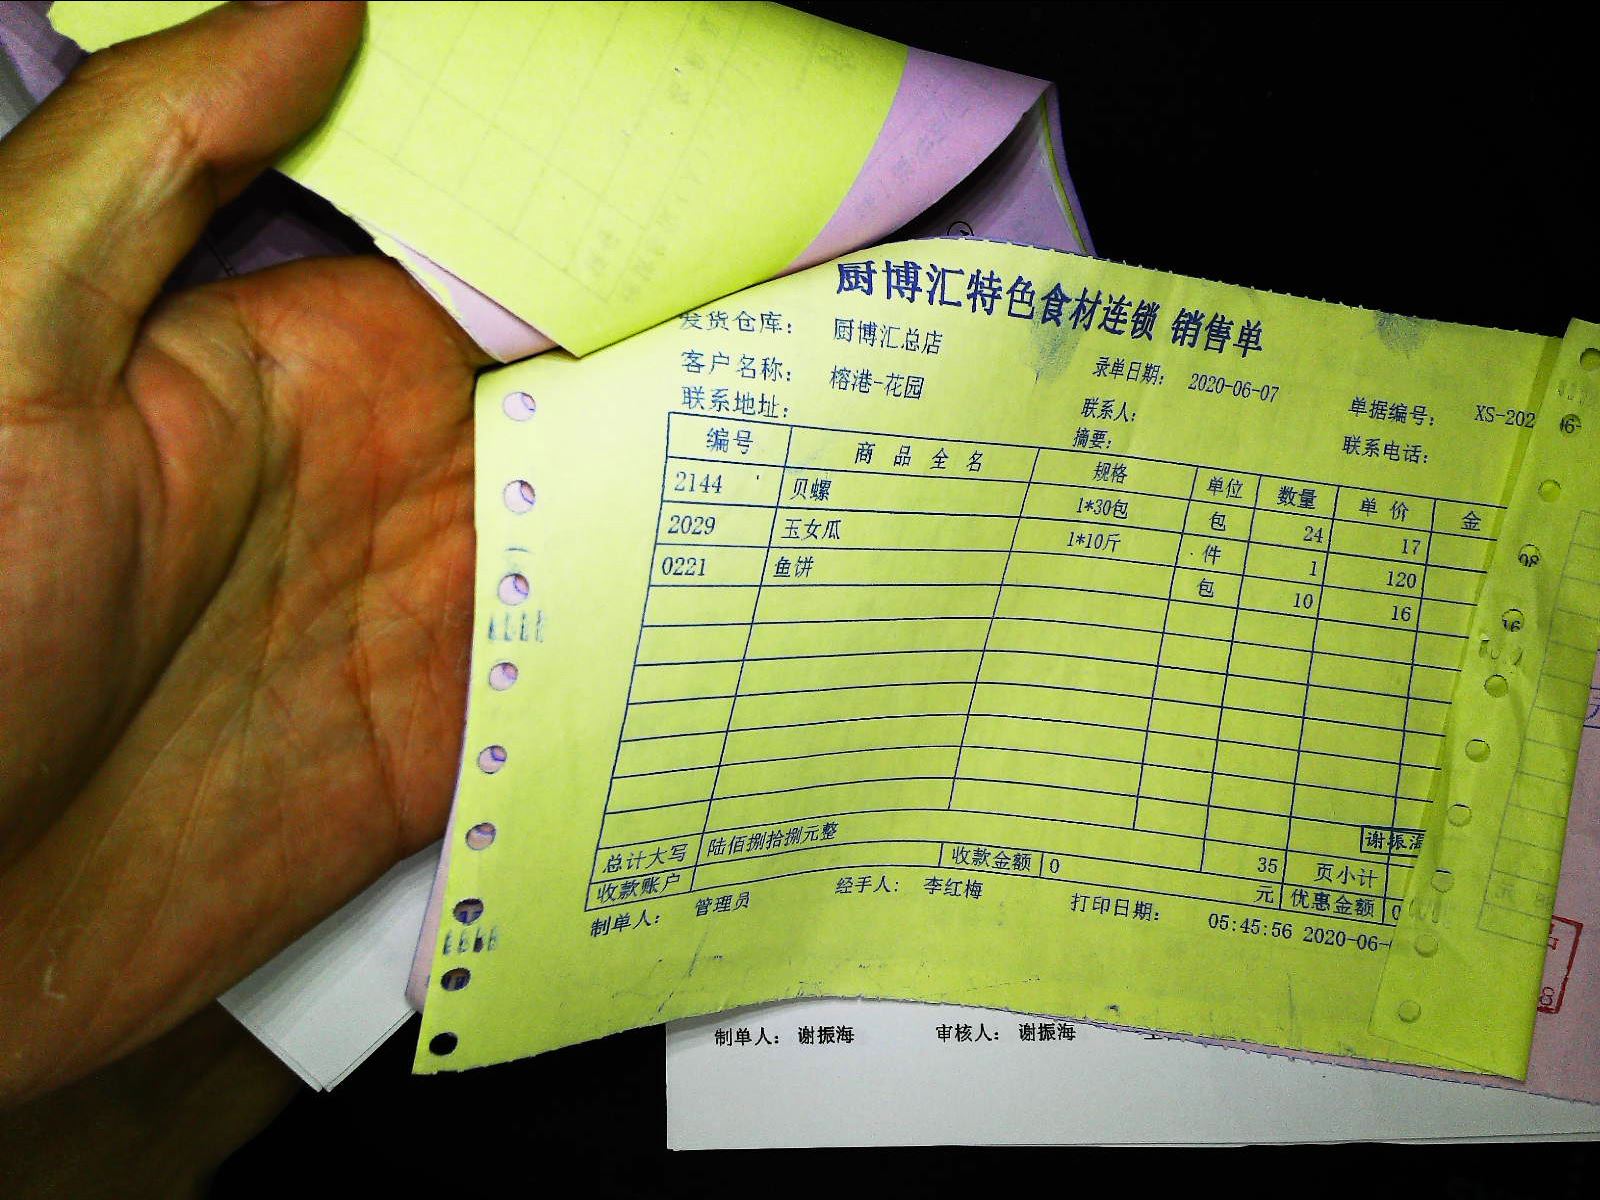 厨博汇特色食材连锁 销售单
发货仓库： 厨博汇总店
录单日期： 2020-06-07 单据编号： XS-202
客户名称： 榕港-花园
联系人： 联系电话：
联系地址： 摘要：
编号 商品全名 规格 单位 数量 单价 金
2144 贝螺 1*30包 包 24 17
2029 玉女瓜 1*10斤 件 1 120
0221 鱼饼 包 10 16
谢振海
总计大写 陆佰捌拾捌元整 35 页小计
收款账户 收款金额 0 元 优惠金额 0
制单人： 管理员 经手人： 李红梅 打印日期： 05:45:56 2020-06-
制单人： 谢振海 审核人： 谢振海